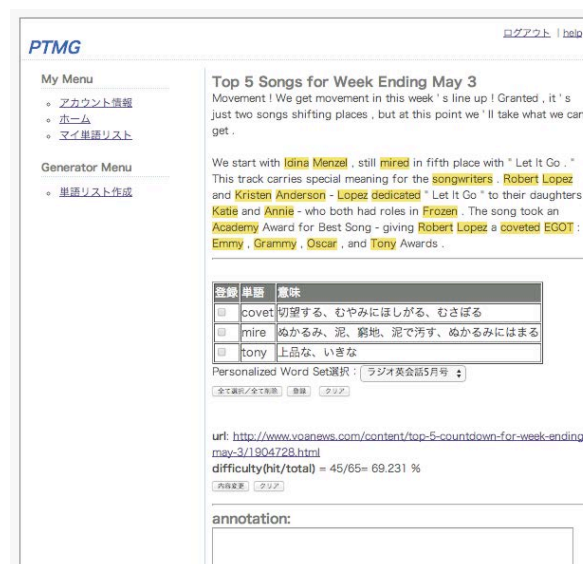 ログアウト | help
PTMG
My Menu
アカウント情報
ホーム
マイ単語リスト
Generator Menu
単語リスト作成
Top 5 Songs for Week Ending May 3
Movement ! We get movement in this week ' s line up ! Granted , it ' s
just two songs shifting places , but at this point we ' ll take what we can
get .
We start with Idina Menzel , still mired in fifth place with " Let It Go . "
This track carries special meaning for the songwriters . Robert Lopez
and Kristen Anderson - Lopez dedicated " Let It Go " to their daughters
Katie and Annie - who both had roles in Frozen . The song took an
Academy Award for Best Song - giving Robert Lopez a coveted EGOT :
Emmy , Grammy , Oscar , and Tony Awards .
登録 単語 意味
covet 切望する、むやみにほしがる、むさぼる
mire ぬかるみ、泥、窮地、泥で汚す、ぬかるみにはまる
tony 上品な、いきな
Personalized Word Set選択 : ラジオ英会話5月号
全て選択/全て削除 登録 クリア
url: http://www.voanews.com/content/top-5-countdown-for-week-ending
may-3/1904728.html
difficulty(hit/total) = 45/65= 69.231 %
内容変更 クリア
annotation: